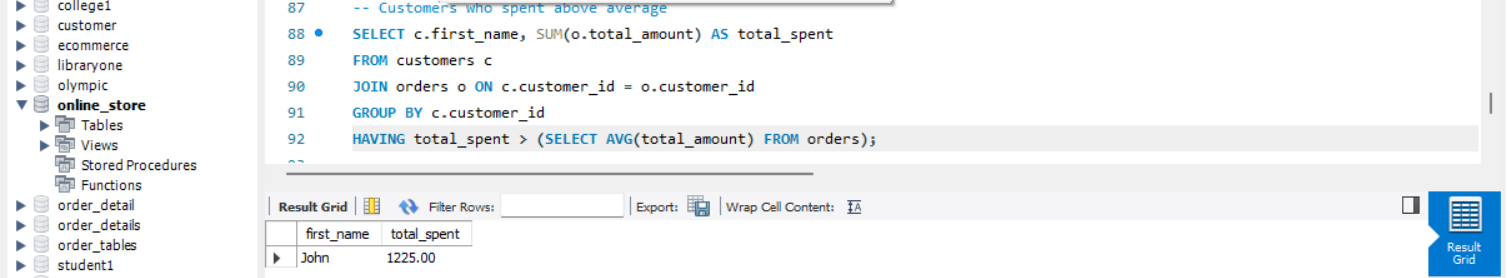 college1
customer
ecommerce
libraryone
olympic
online_store
Tables
Views
Stored Procedures
Functions
order_detail
order_details
order_tables
student1
87 -- Customers who spent above average
88 SELECT c.first_name, SUM(o.total_amount) AS total_spent
89 FROM customers c
90 JOIN orders o ON c.customer_id = o.customer_id
91 GROUP BY c.customer_id
92 HAVING total_spent > (SELECT AVG(total_amount) FROM orders);
Result Grid Filter Rows: Export: Wrap Cell Content: IA
first_name total_spent
John 1225.00
Result
Grid